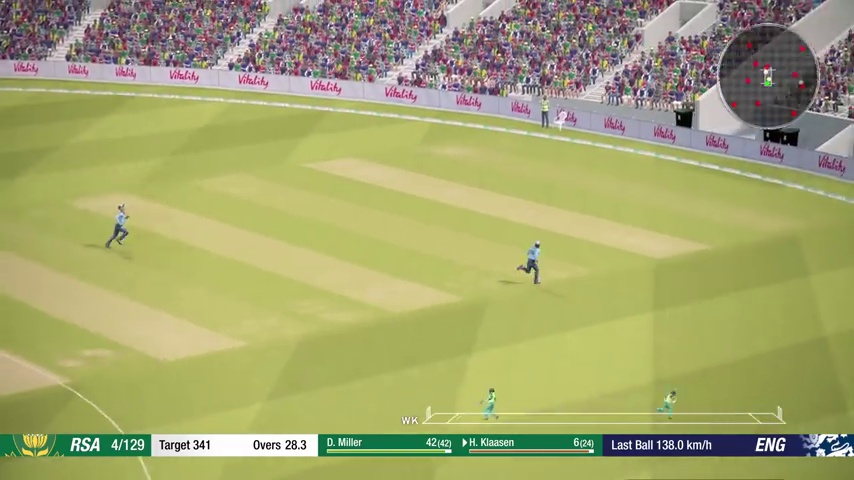 Vitality Vitality Vitality Vitality Vitality Vitality Vitality Vitality Vitality Vitality Vitality Vitality Vitality Vitality
WK
RSA 4/129 Target 341 Overs 28.3 D. Miller 42(42) H. Klaasen 6(24) Last Ball 138.0 km/h ENG